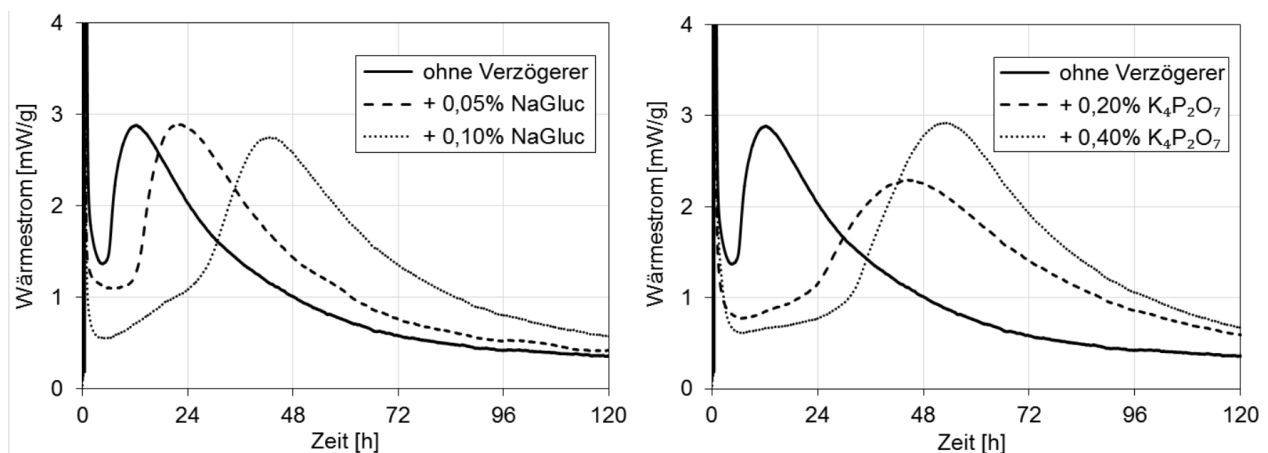 4
3
2
1
0
Wärmestrom [mW/g]
ohne Verzögerer
+ 0,05% NaGluc
+ 0,10% NaGluc
0 24 48 72 96 120
Zeit [h]
4
3
2
1
0
Wärmestrom [mW/g]
ohne Verzögerer
+ 0,20% K₄P₂O₇
+ 0,40% K₄P₂O₇
0 24 48 72 96 120
Zeit [h]